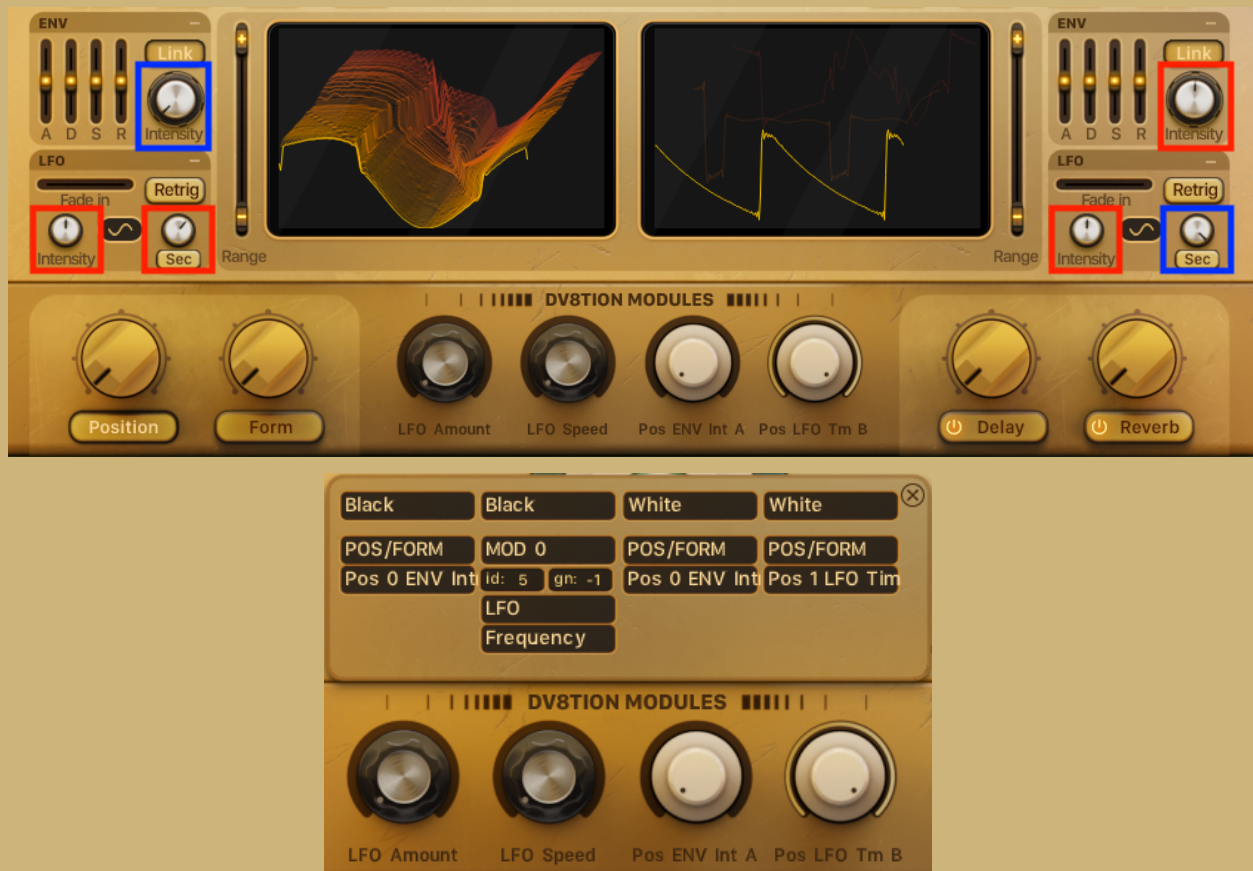 ENV
Link
A D S R
Intensity
LFO
Retrig
Fade in
Intensity
Sec
Range
ENV
Link
A D S R
Intensity
LFO
Retrig
Fade in
Intensity
Sec
Range
DV8TION MODULES
Position
Form
LFO Amount
LFO Speed
Pos ENV Int A
Pos LFO Tm B
Delay
Reverb
Black Black White White
POS/FORM MOD 0 POS/FORM POS/FORM
Pos 0 ENV Int id: 5 gn: -1 Pos 0 ENV Int Pos 1 LFO Tim
LFO
Frequency
DV8TION MODULES
LFO Amount LFO Speed Pos ENV Int A Pos LFO Tm B